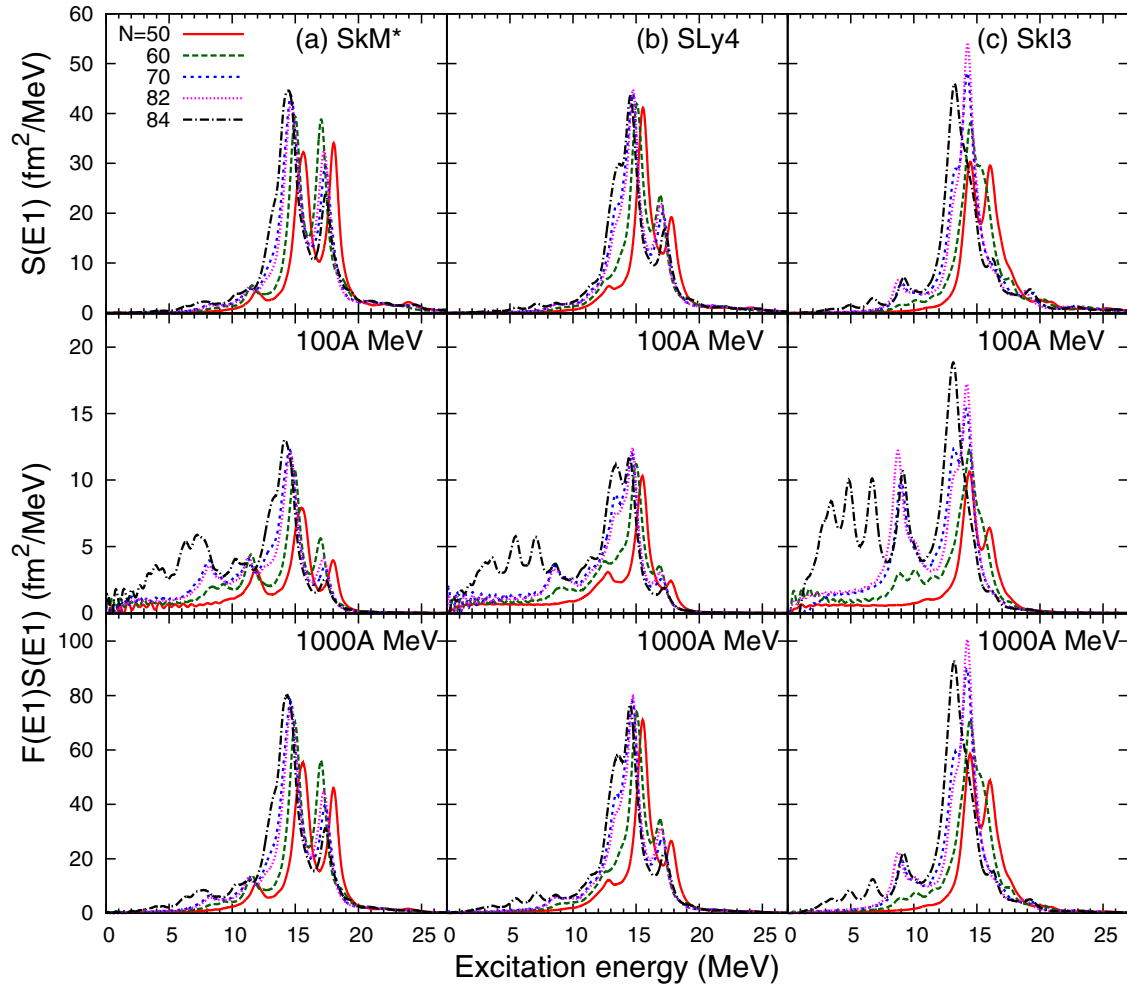 (a) SkM*
(b) SLy4
(c) SkI3
N=50
60
70
82
84
S(E1) (fm²/MeV)
60
50
40
30
20
10
0
100A MeV
100A MeV
100A MeV
20
15
10
5
0
F(E1)S(E1) (fm²/MeV)
1000A MeV
1000A MeV
1000A MeV
100
80
60
40
20
0
0 5 10 15 20 25
0 5 10 15 20 25
0 5 10 15 20 25
Excitation energy (MeV)